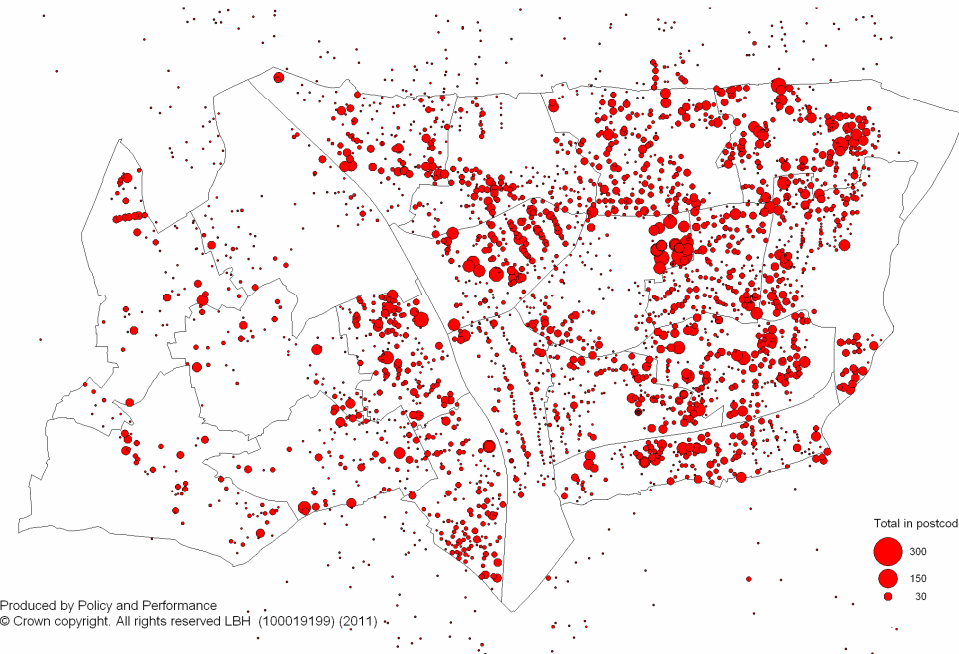 Total in postcod
300
150
30
Produced by Policy and Performance
© Crown copyright. All rights reserved LBH (100019199) (2011)